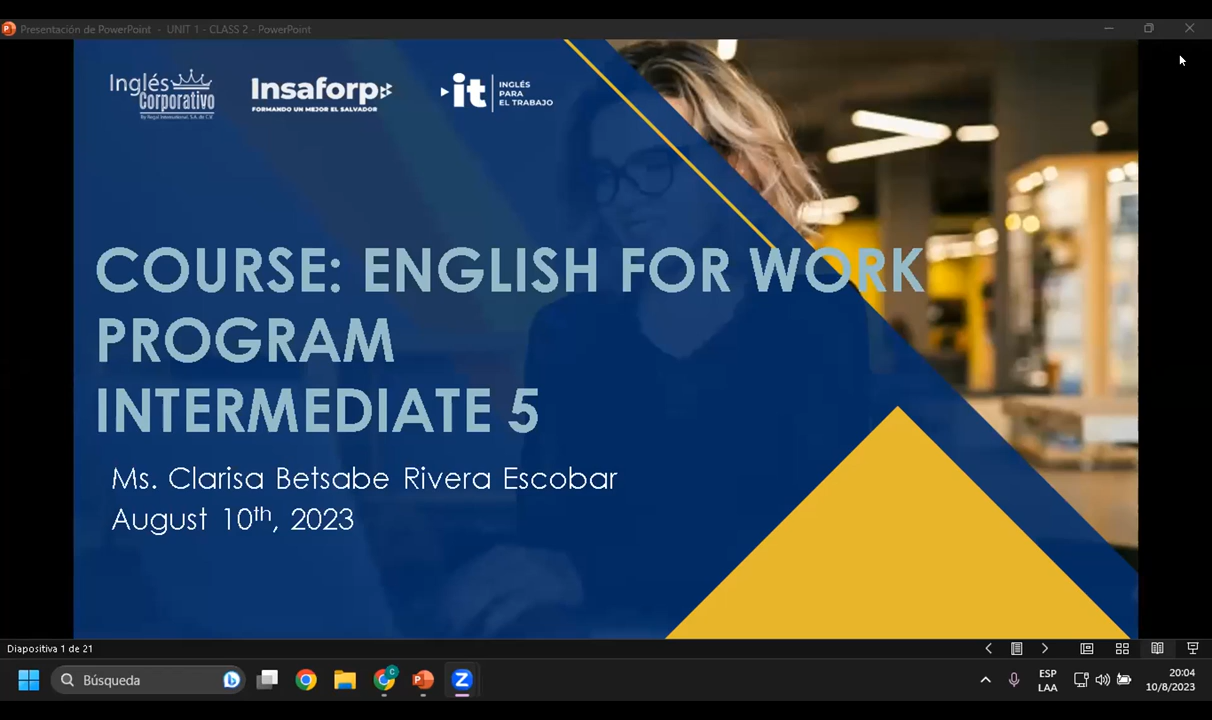 Presentación de PowerPoint - UNIT 1 - CLASS 2 - PowerPoint
Inglés
Corporativo
Insaforp
FORMANDO UN MEJOR EL SALVADOR
it
INGLÉS
PARA
EL TRABAJO
COURSE: ENGLISH FOR WORK
PROGRAM
INTERMEDIATE 5
Ms. Clarisa Betsabe Rivera Escobar
August 10th, 2023
Diapositiva 1 de 21
Búsqueda
ESP
LAA
20:04
10/8/2023